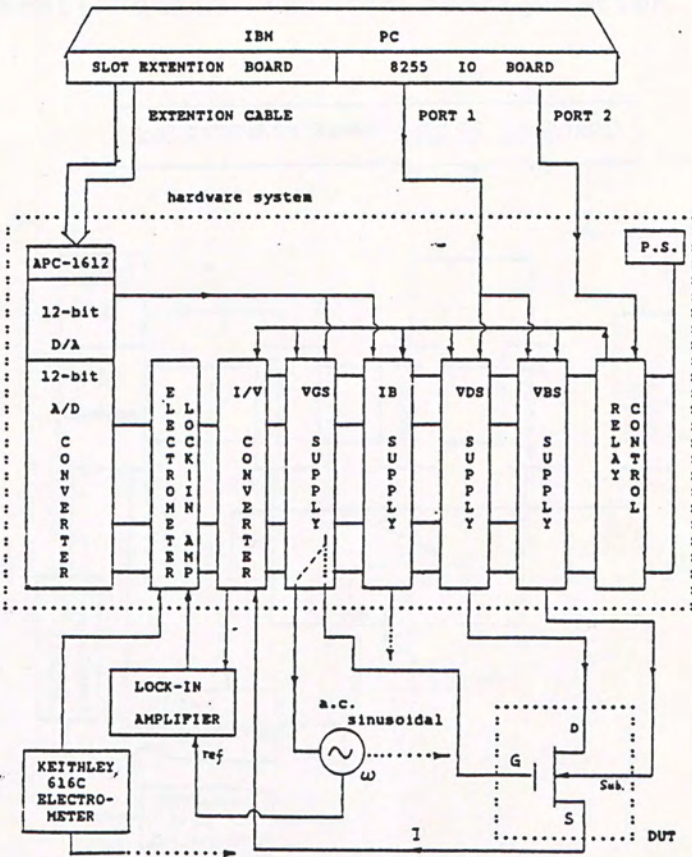 IBM PC
SLOT EXTENTION BOARD
8255 IO BOARD
EXTENTION CABLE
PORT 1
PORT 2
hardware system
P.S.
APC-1612
12-bit
D/A
12-bit
A/D
CONVERTER
ELECTROMETER
LOCKIN AMP
I/V
CONVERTER
VGS
SUPPLY
IB
SUPPLY
VDS
SUPPLY
VBS
SUPPLY
RELAY
CONTROL
LOCK-IN
AMPLIFIER
ref
a.c.
sinusoidal
ω
KEITHLEY
616C
ELECTRO-
METER
G
D
Sub.
S
DUT
I